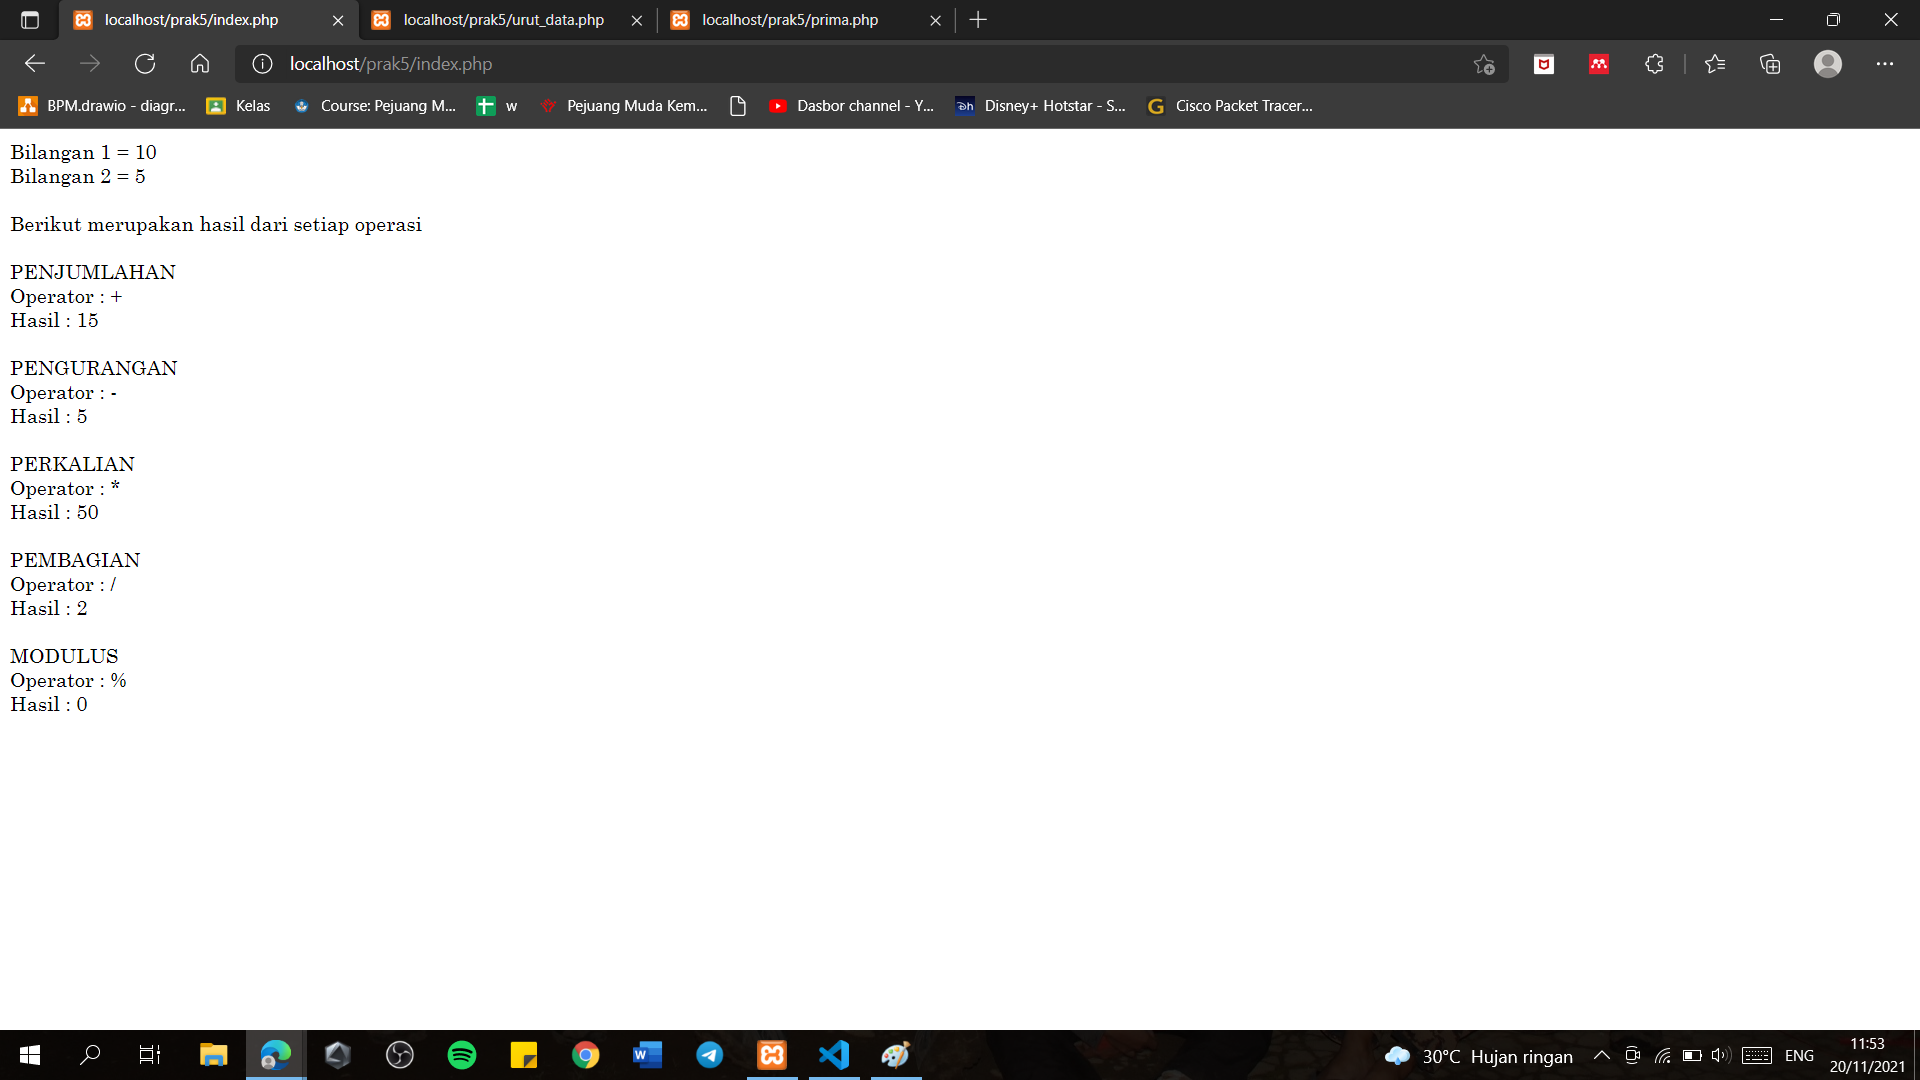 localhost/prak5/index.php
localhost/prak5/urut_data.php
localhost/prak5/prima.php
localhost/prak5/index.php
BPM.drawio - diagr...
Kelas
Course: Pejuang M...
w
Pejuang Muda Kem...
Dasbor channel - Y...
Disney+ Hotstar - S...
Cisco Packet Tracer...
Bilangan 1 = 10
Bilangan 2 = 5
Berikut merupakan hasil dari setiap operasi
PENJUMLAHAN
Operator : +
Hasil : 15
PENGURANGAN
Operator : -
Hasil : 5
PERKALIAN
Operator : *
Hasil : 50
PEMBAGIAN
Operator : /
Hasil : 2
MODULUS
Operator : %
Hasil : 0
30°C Hujan ringan
ENG
11:53
20/11/2021